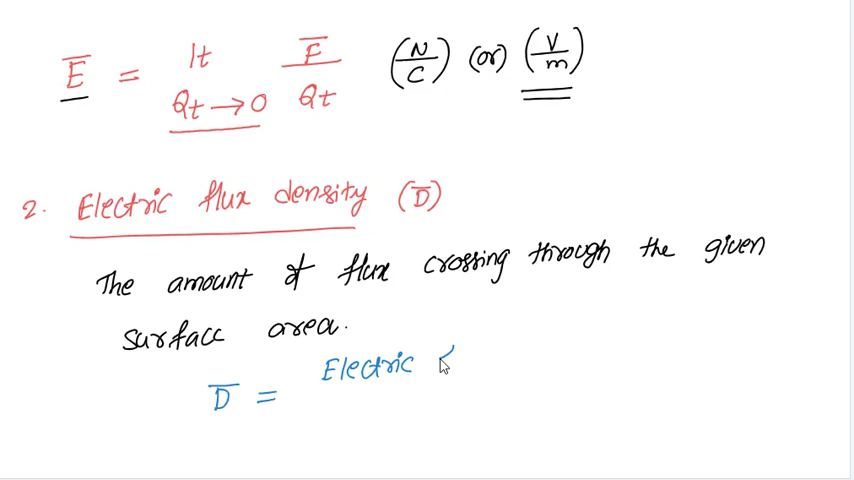 E̅ = lt F̅ (N/C) (or) (V/m)
Qt → 0 Qt
2. Electric flux density (D̅)
The amount of flux crossing through the given
surface area.
Electric
D̅ =